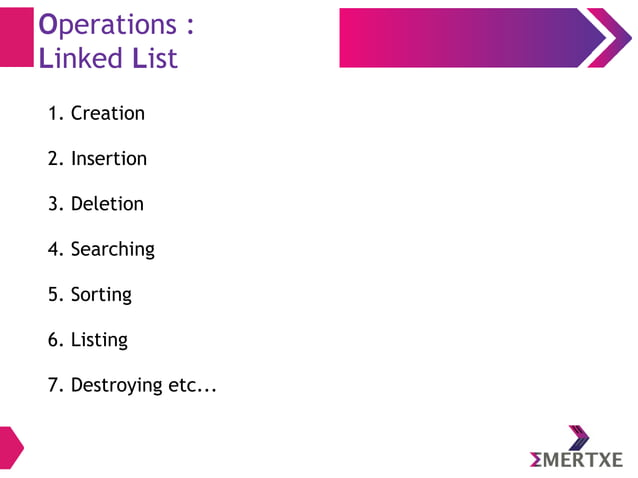 Operations :
Linked List
1. Creation
2. Insertion
3. Deletion
4. Searching
5. Sorting
6. Listing
7. Destroying etc...
ΣMERTXE